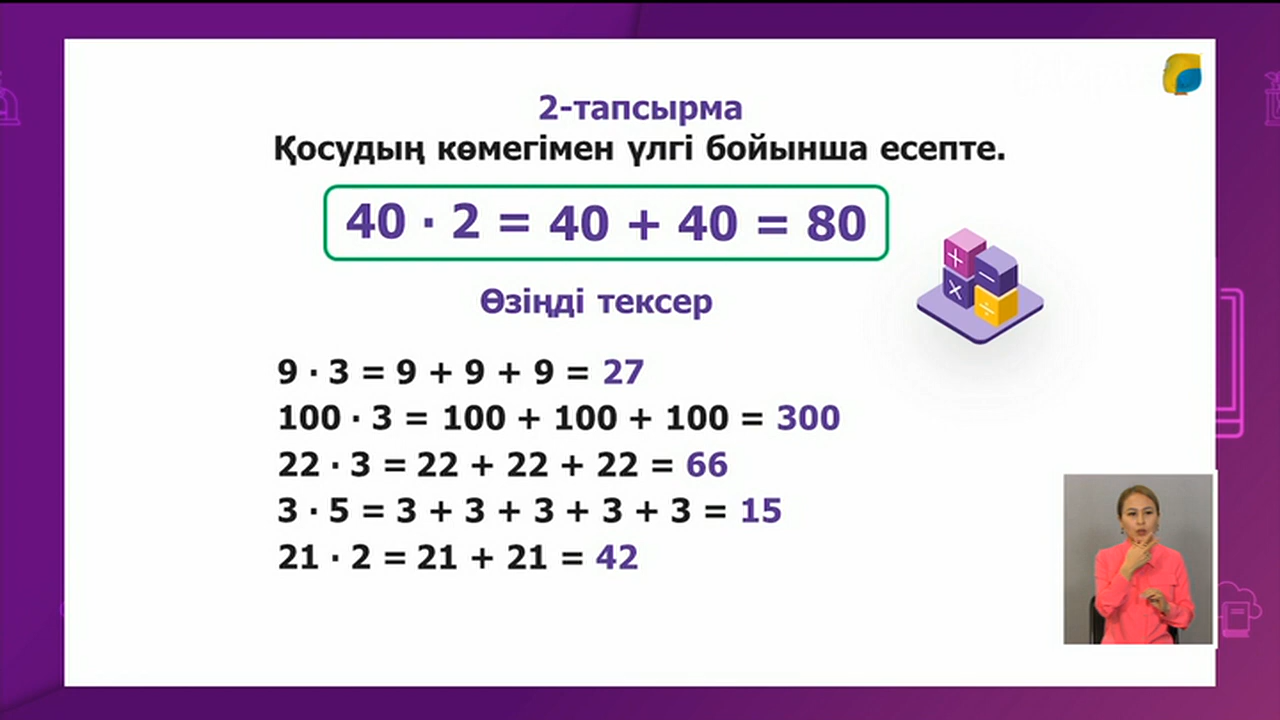 2-тапсырма
Қосудың көмегімен үлгі бойынша есепте.
40 · 2 = 40 + 40 = 80
Өзіңді тексер
9 · 3 = 9 + 9 + 9 = 27
100 · 3 = 100 + 100 + 100 = 300
22 · 3 = 22 + 22 + 22 = 66
3 · 5 = 3 + 3 + 3 + 3 + 3 = 15
21 · 2 = 21 + 21 = 42